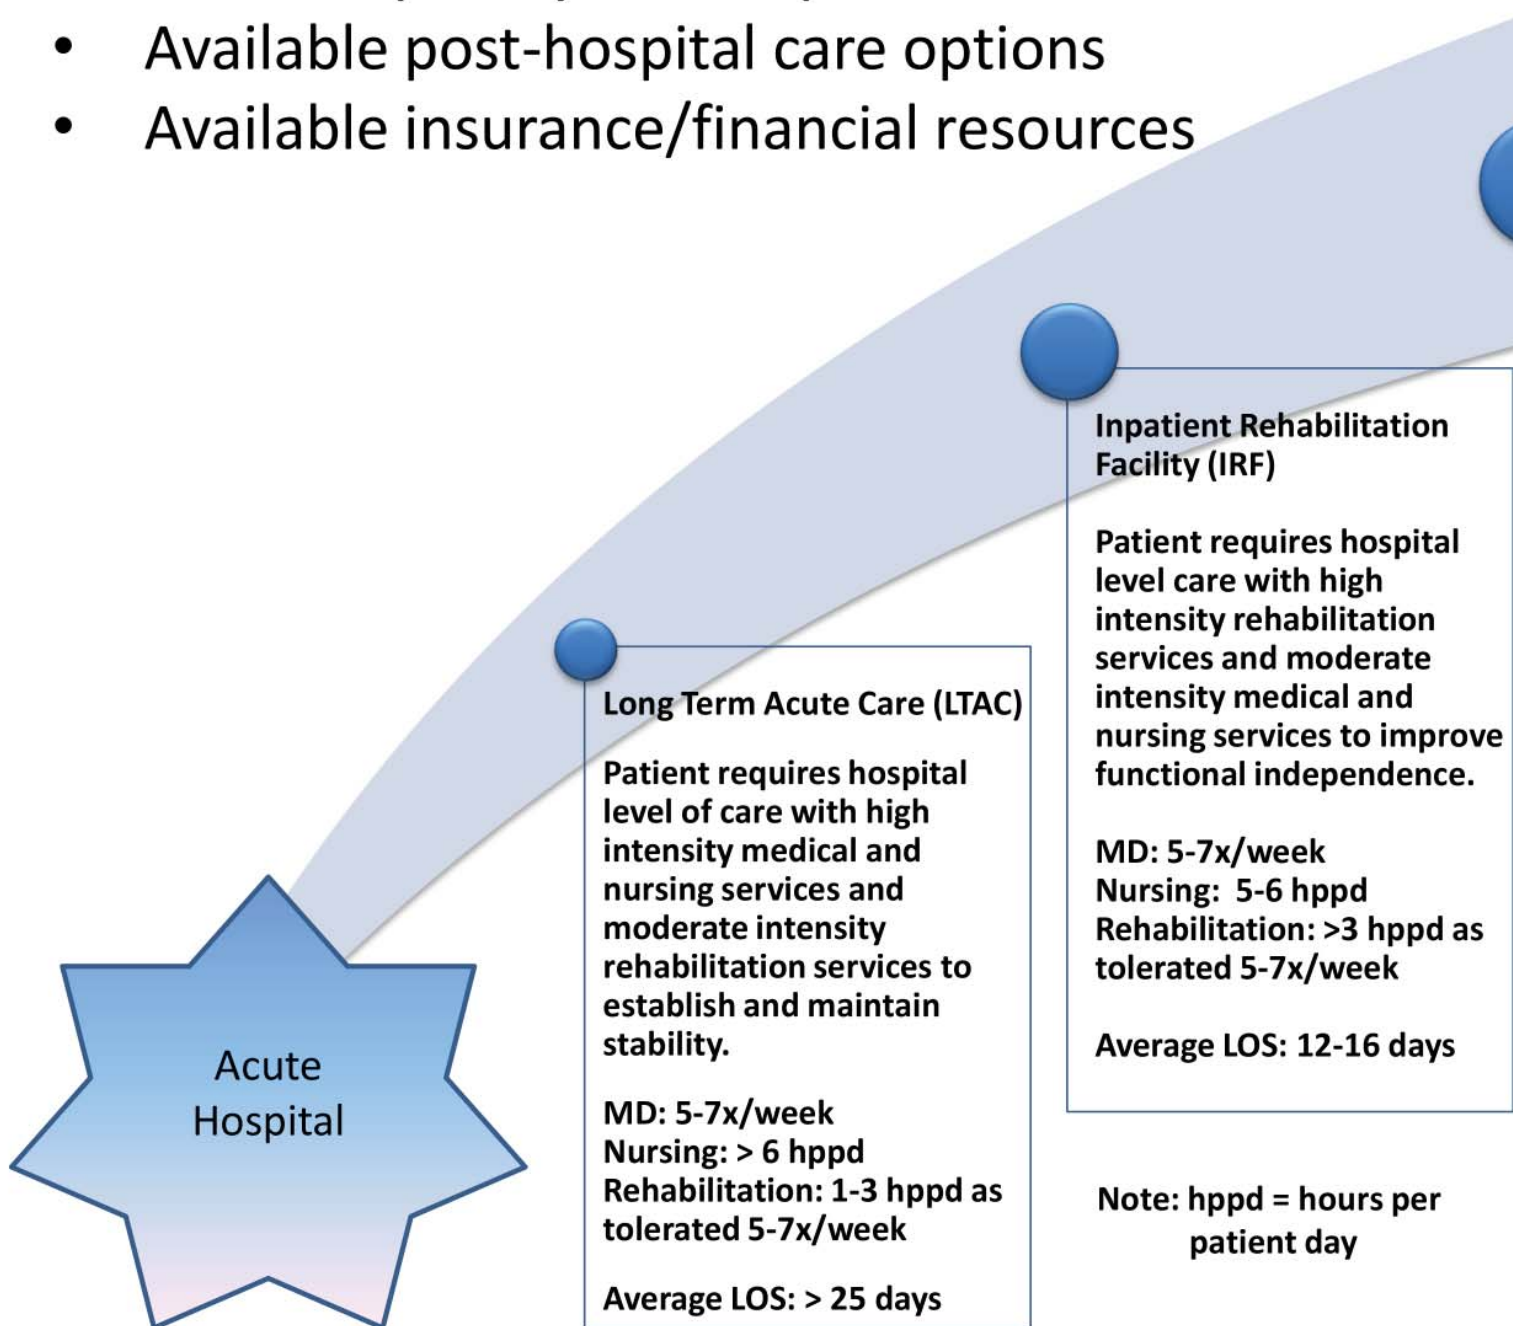 • Available post-hospital care options
• Available insurance/financial resources
Acute
Hospital
Long Term Acute Care (LTAC)
Patient requires hospital
level of care with high
intensity medical and
nursing services and
moderate intensity
rehabilitation services to
establish and maintain
stability.
MD: 5-7x/week
Nursing: > 6 hppd
Rehabilitation: 1-3 hppd as
tolerated 5-7x/week
Average LOS: > 25 days
Inpatient Rehabilitation
Facility (IRF)
Patient requires hospital
level care with high
intensity rehabilitation
services and moderate
intensity medical and
nursing services to improve
functional independence.
MD: 5-7x/week
Nursing:  5-6 hppd
Rehabilitation: >3 hppd as
tolerated 5-7x/week
Average LOS: 12-16 days
Note: hppd = hours per
patient day